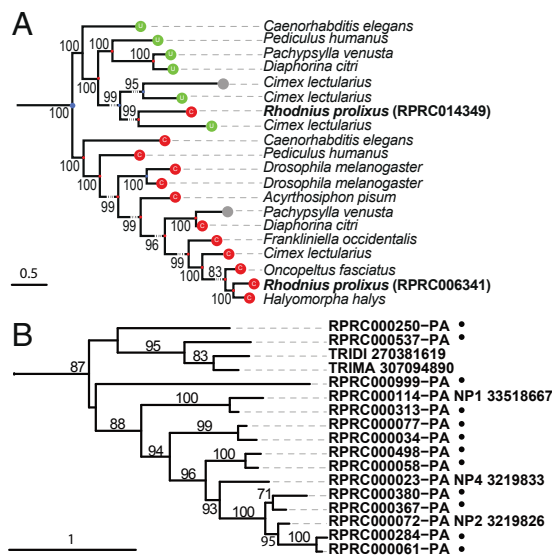 A
Caenorhabditis elegans
Pediculus humanus
Pachypsylla venusta
Diaphorina citri
Cimex lectularius
Cimex lectularius
Rhodnius prolixus (RPRC014349)
Cimex lectularius
Caenorhabditis elegans
Pediculus humanus
Drosophila melanogaster
Drosophila melanogaster
Acyrthosiphon pisum
Pachypsylla venusta
Diaphorina citri
Frankliniella occidentalis
Cimex lectularius
Oncopeltus fasciatus
Rhodnius prolixus (RPRC006341)
Halyomorpha halys
U
U
U
U
U
C
U
C
C
C
C
C
C
C
C
C
C
C
100
100
100
95
99
99
100
100
100
100
99
99
100
96
99
100
83
100
0.5
B
RPRC000250-PA
RPRC000537-PA
TRIDI 270381619
TRIMA 307094890
RPRC000999-PA
RPRC000114-PA NP1 33518667
RPRC000313-PA
RPRC000077-PA
RPRC000034-PA
RPRC000498-PA
RPRC000058-PA
RPRC000023-PA NP4 3219833
RPRC000380-PA
RPRC000367-PA
RPRC000072-PA NP2 3219826
RPRC000284-PA
RPRC000061-PA
95
83
87
100
88
99
94
100
96
71
93
100
95
100
1